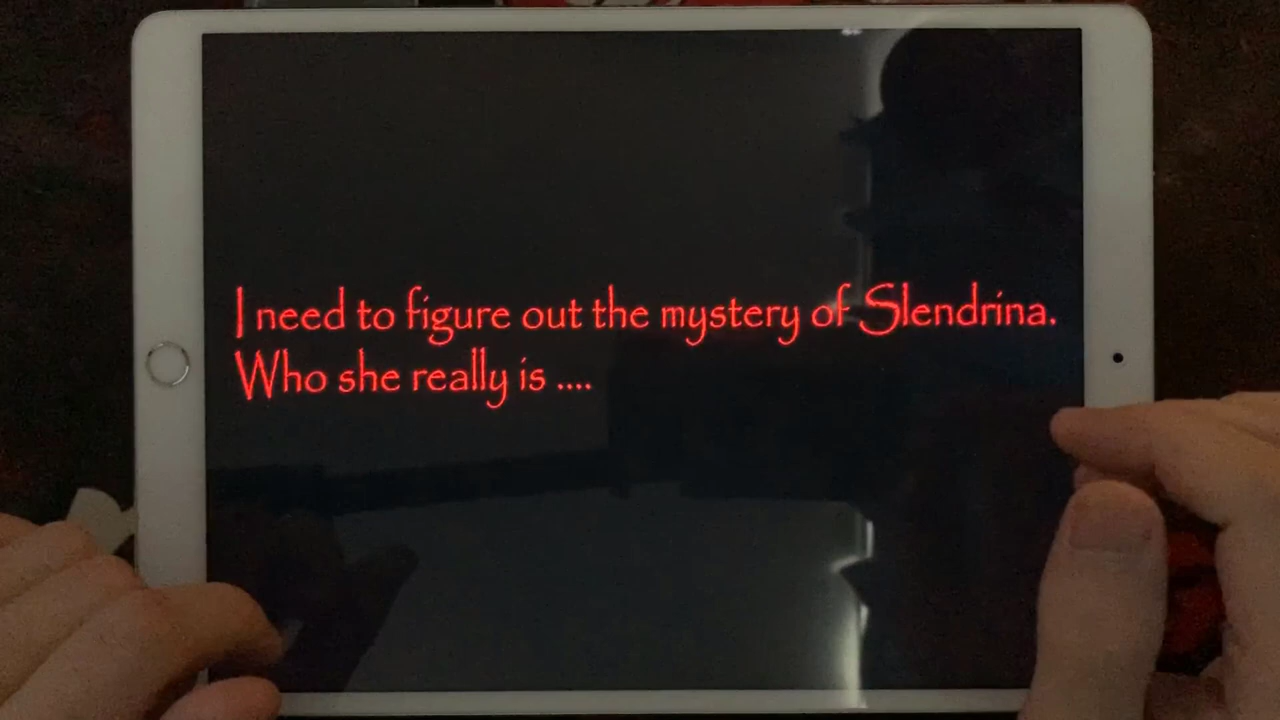 I need to figure out the mystery of Slendrina.
Who she really is ....